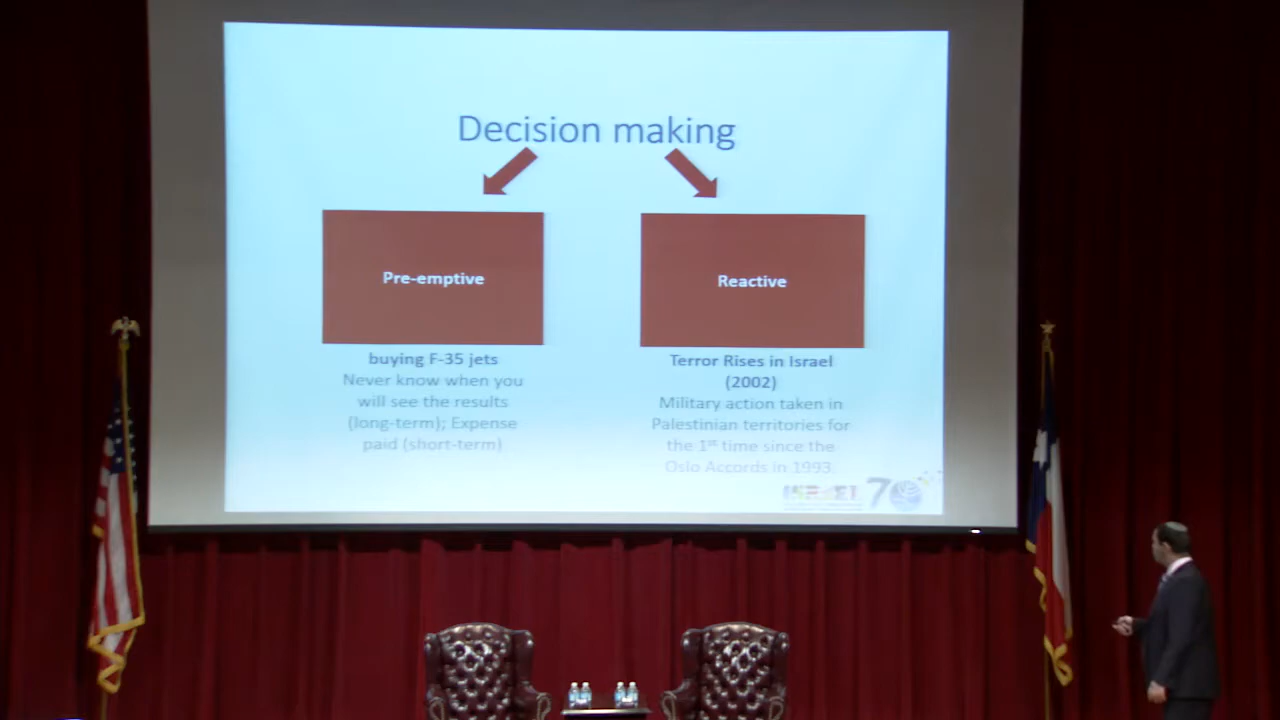 Decision making
Pre-emptive
Reactive
buying F-35 jets
Never know when you
will see the results
(long-term); Expense
paid (short-term)
Terror Rises in Israel
(2002)
Military action taken in
Palestinian territories for
the 1st time since the
Oslo Accords in 1993.
ISRAEL 70